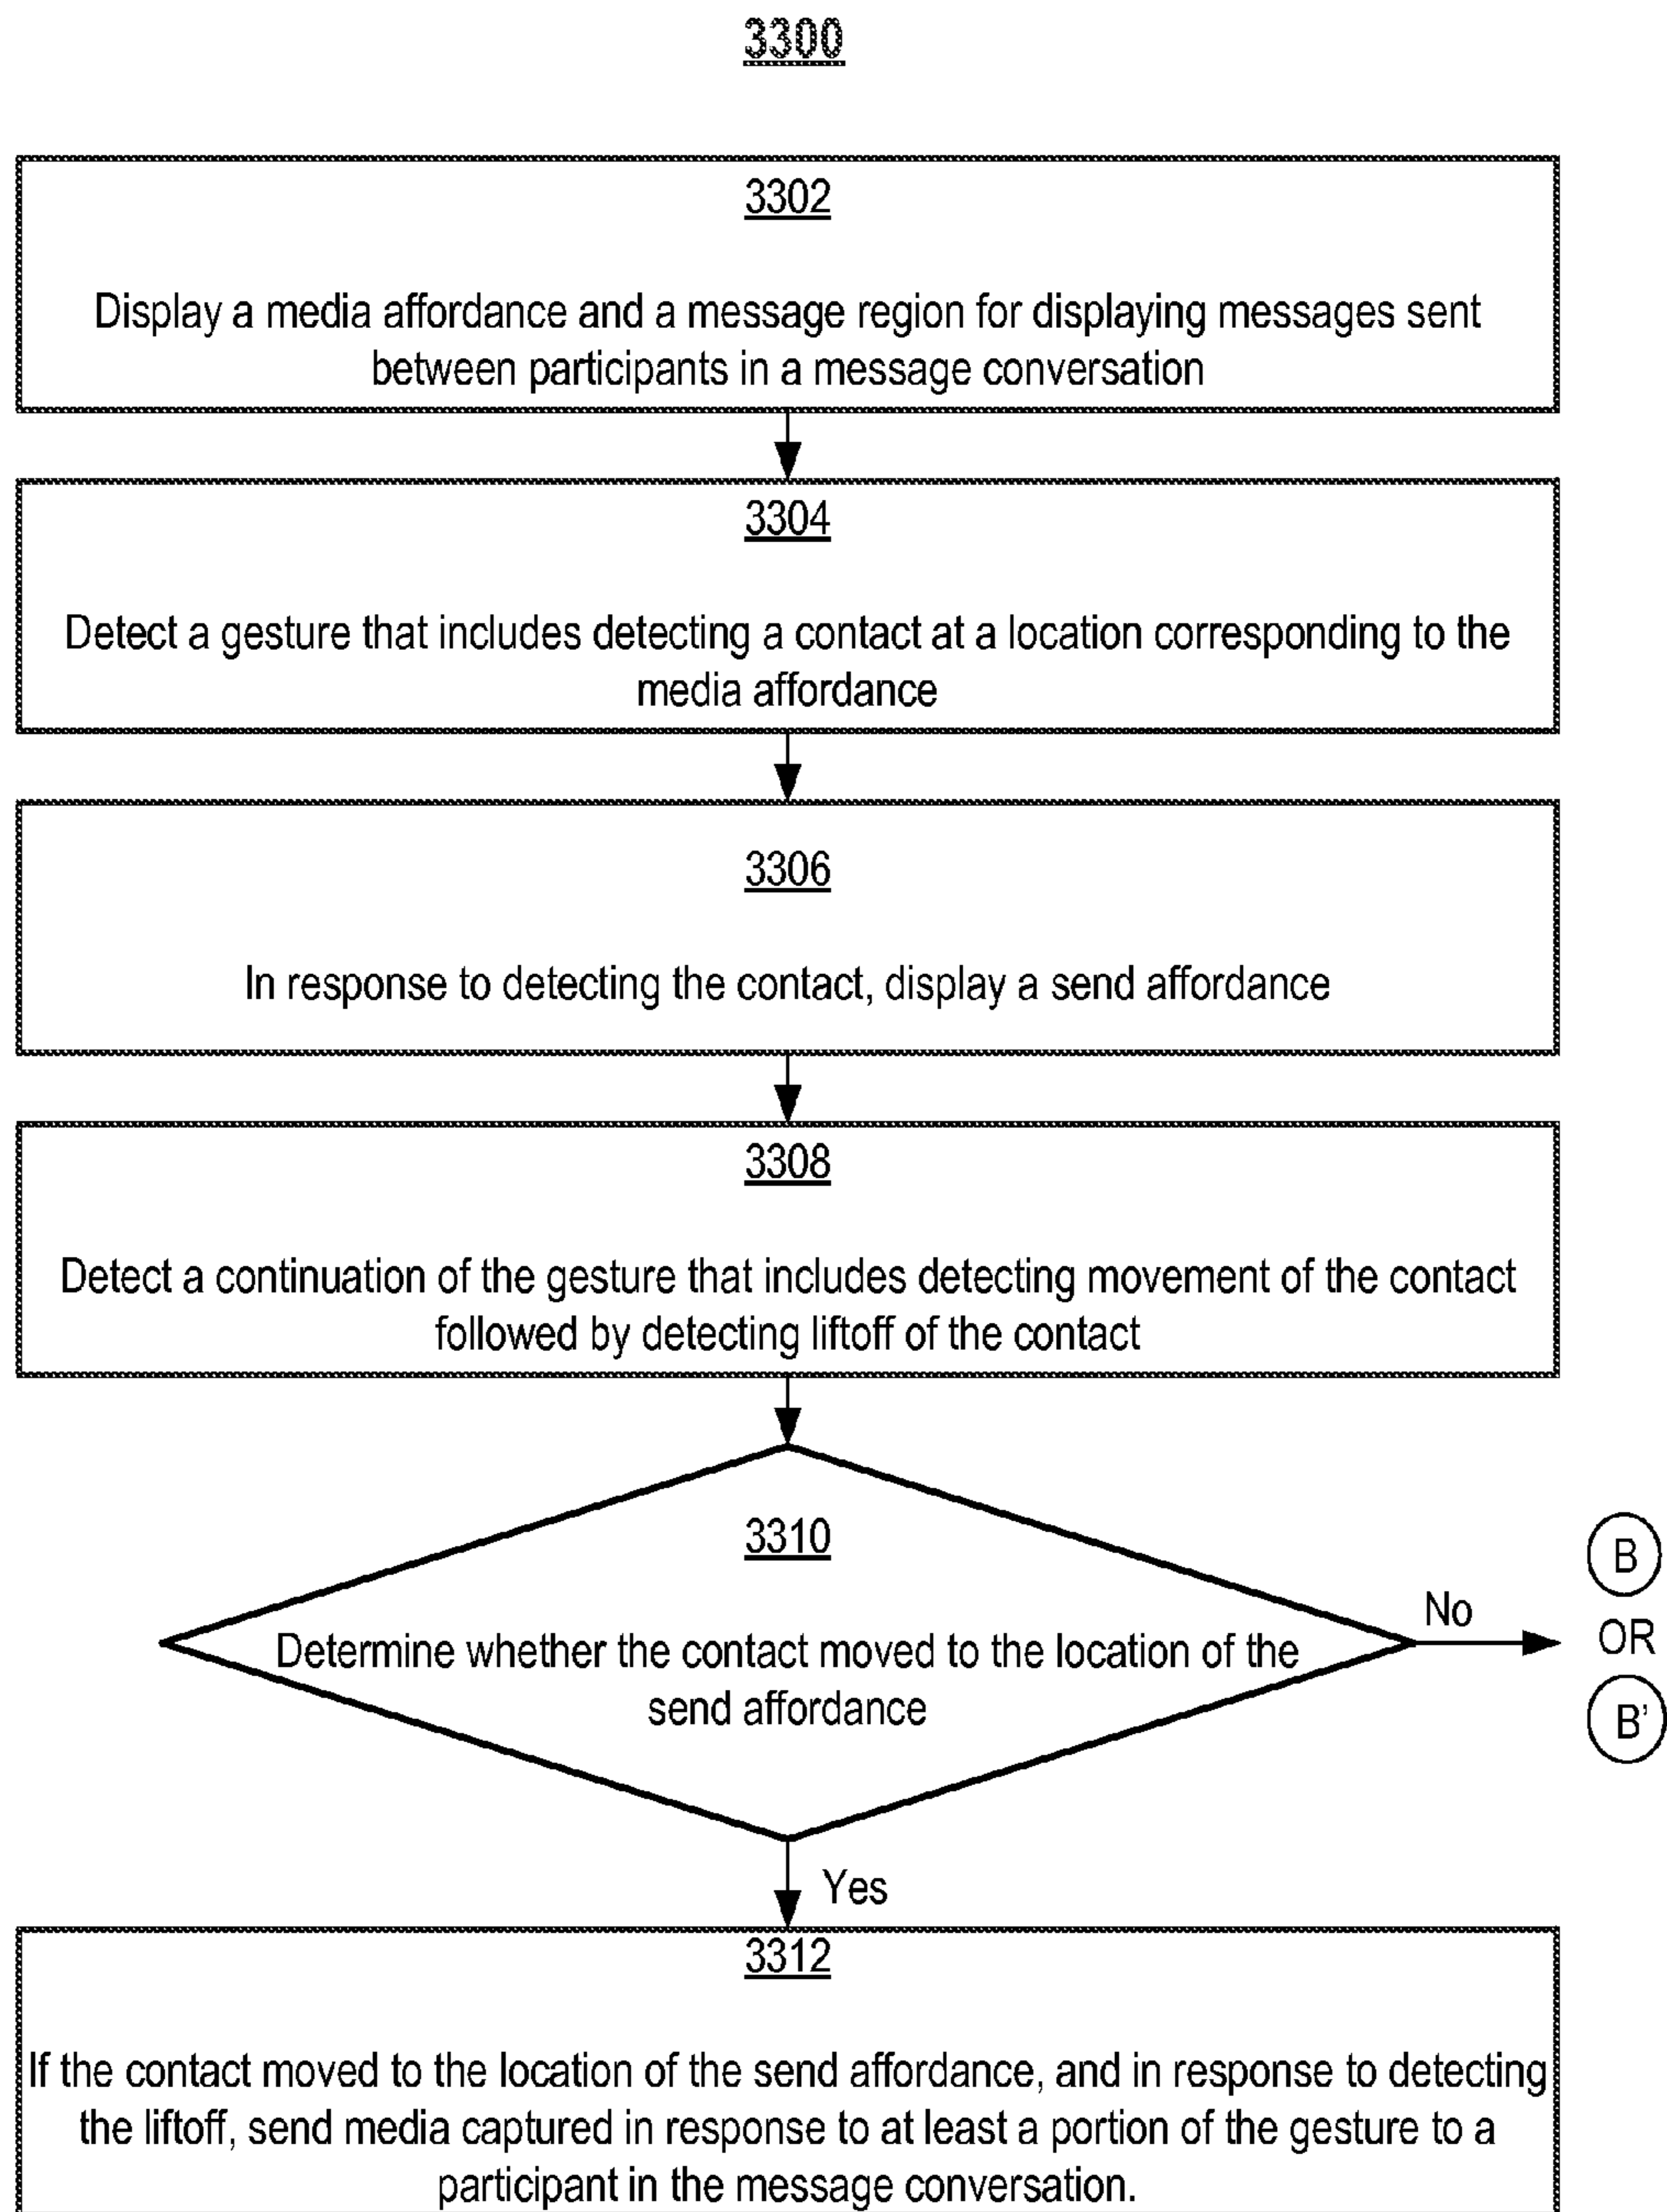 3300
3302
Display a media affordance and a message region for displaying messages sent
between participants in a message conversation
3304
Detect a gesture that includes detecting a contact at a location corresponding to the
media affordance
3306
In response to detecting the contact, display a send affordance
3308
Detect a continuation of the gesture that includes detecting movement of the contact
followed by detecting liftoff of the contact
3310
Determine whether the contact moved to the location of the
send affordance
No
B
OR
B'
Yes
3312
If the contact moved to the location of the send affordance, and in response to detecting
the liftoff, send media captured in response to at least a portion of the gesture to a
participant in the message conversation.